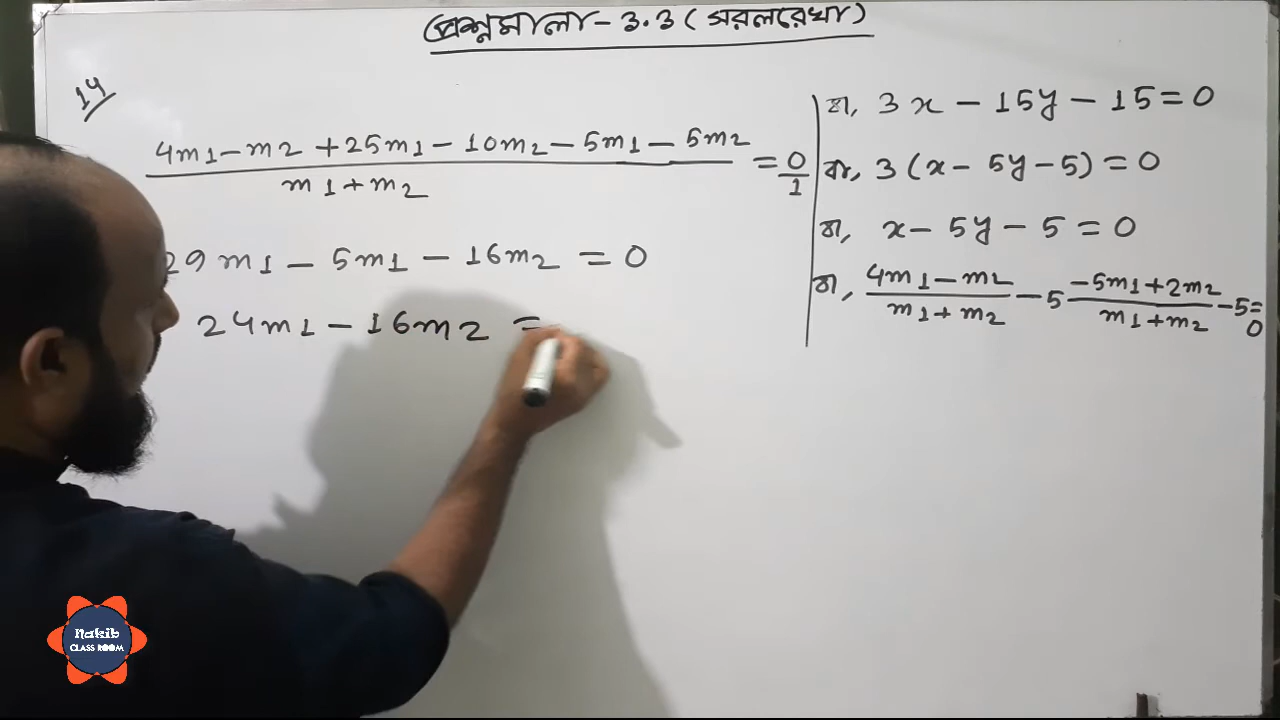 প্রশ্নমালা - 3.3 (সরলরেখা)
14
4m1 - m2 + 25m1 - 10m2 - 5m1 - 5m2 / m1 + m2 = 0/1
29m1 - 5m1 - 16m2 = 0
24m1 - 16m2 =
বা, 3x - 15y - 15 = 0
বা, 3(x - 5y - 5) = 0
বা, x - 5y - 5 = 0
বা, 4m1 - m2 / m1 + m2 - 5 -5m1 + 2m2 / m1 + m2 - 5 = 0
Nakib
CLASS ROOM